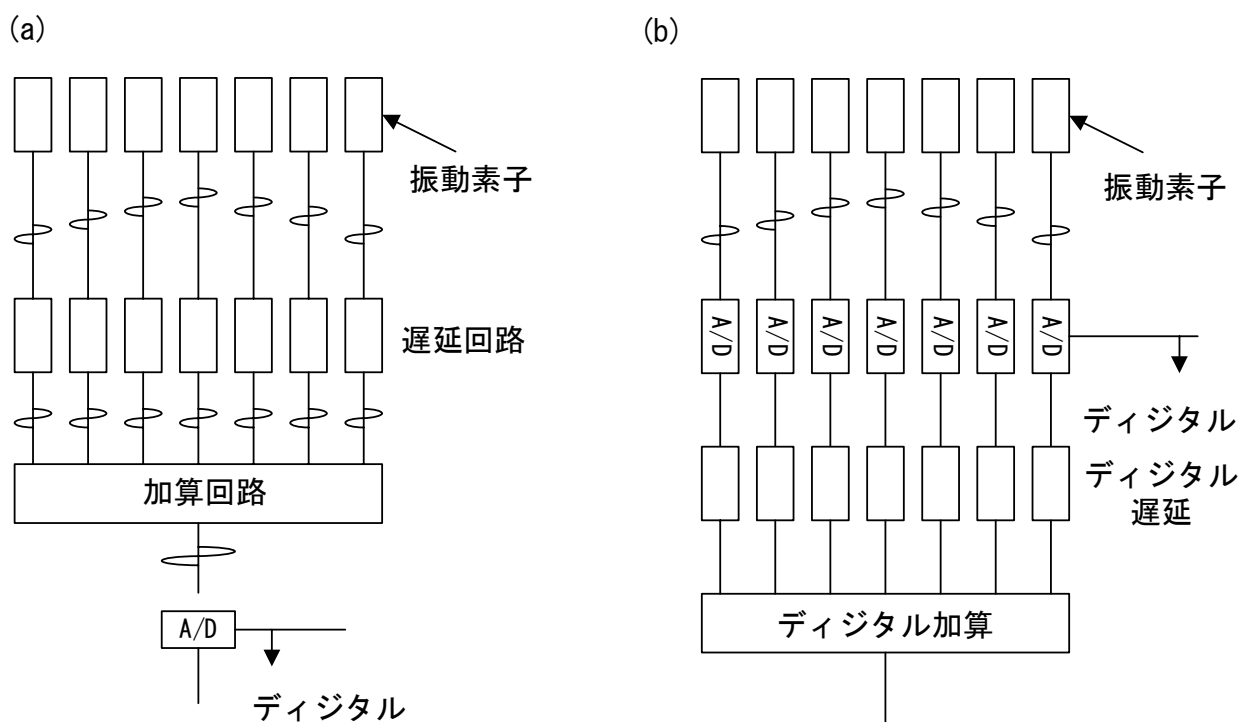 (a)
振動素子
遅延回路
加算回路
A/D
ディジタル
(b)
振動素子
A/D
A/D
A/D
A/D
A/D
A/D
A/D
ディジタル
ディジタル
遅延
ディジタル加算